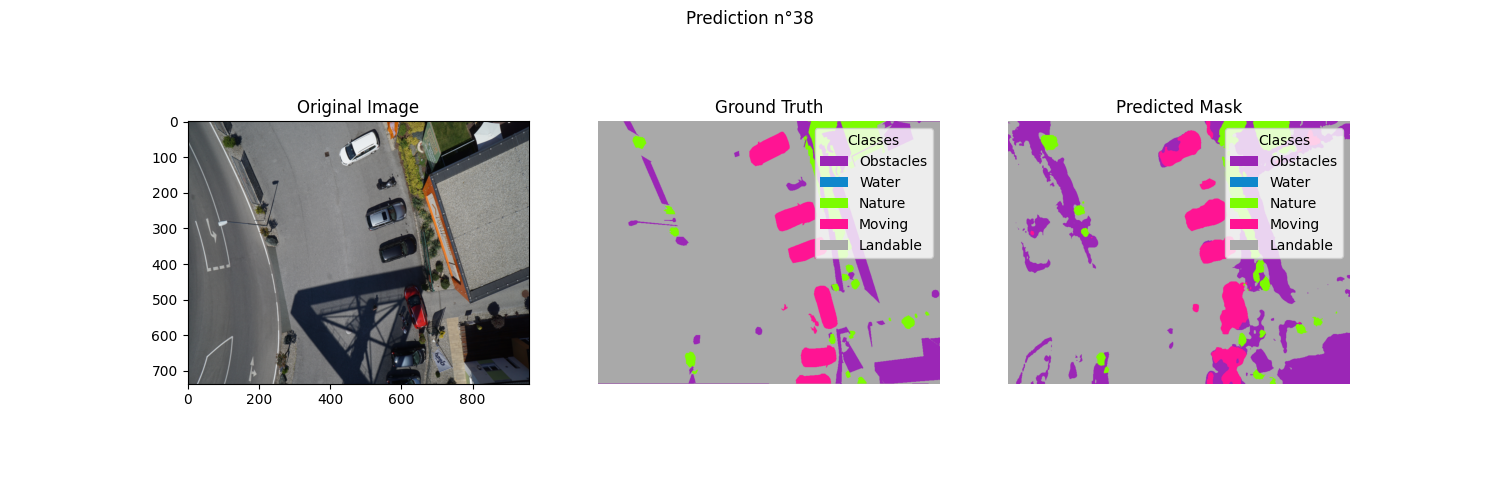 Prediction n°38
Original Image
0
100
200
300
400
500
600
700
0
200
400
600
800
Ground Truth
Classes
Obstacles
Water
Nature
Moving
Landable
Predicted Mask
Classes
Obstacles
Water
Nature
Moving
Landable